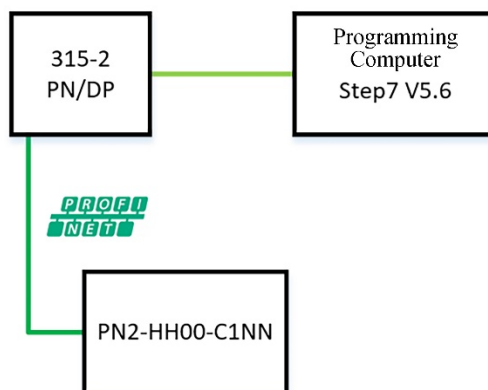 315-2
PN/DP
Programming
Computer
Step7 V5.6
PROFI
NET
PN2-HH00-C1NN